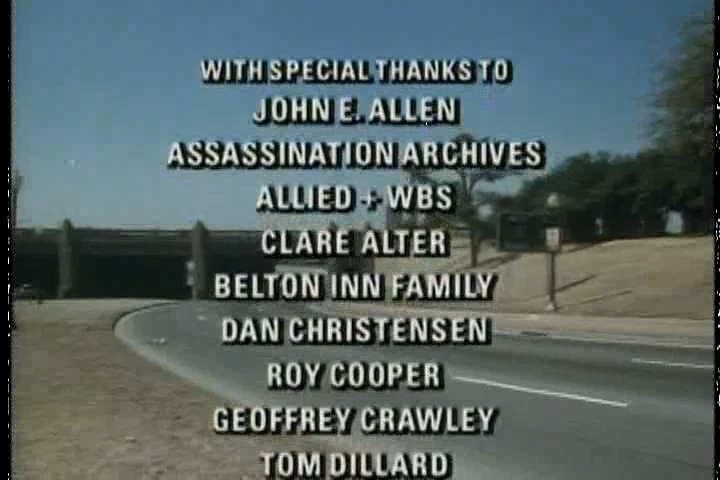 WITH SPECIAL THANKS TO
JOHN E. ALLEN
ASSASSINATION ARCHIVES
ALLIED + WBS
CLARE ALTER
BELTON INN FAMILY
DAN CHRISTENSEN
ROY COOPER
GEOFFREY CRAWLEY
TOM DILLARD